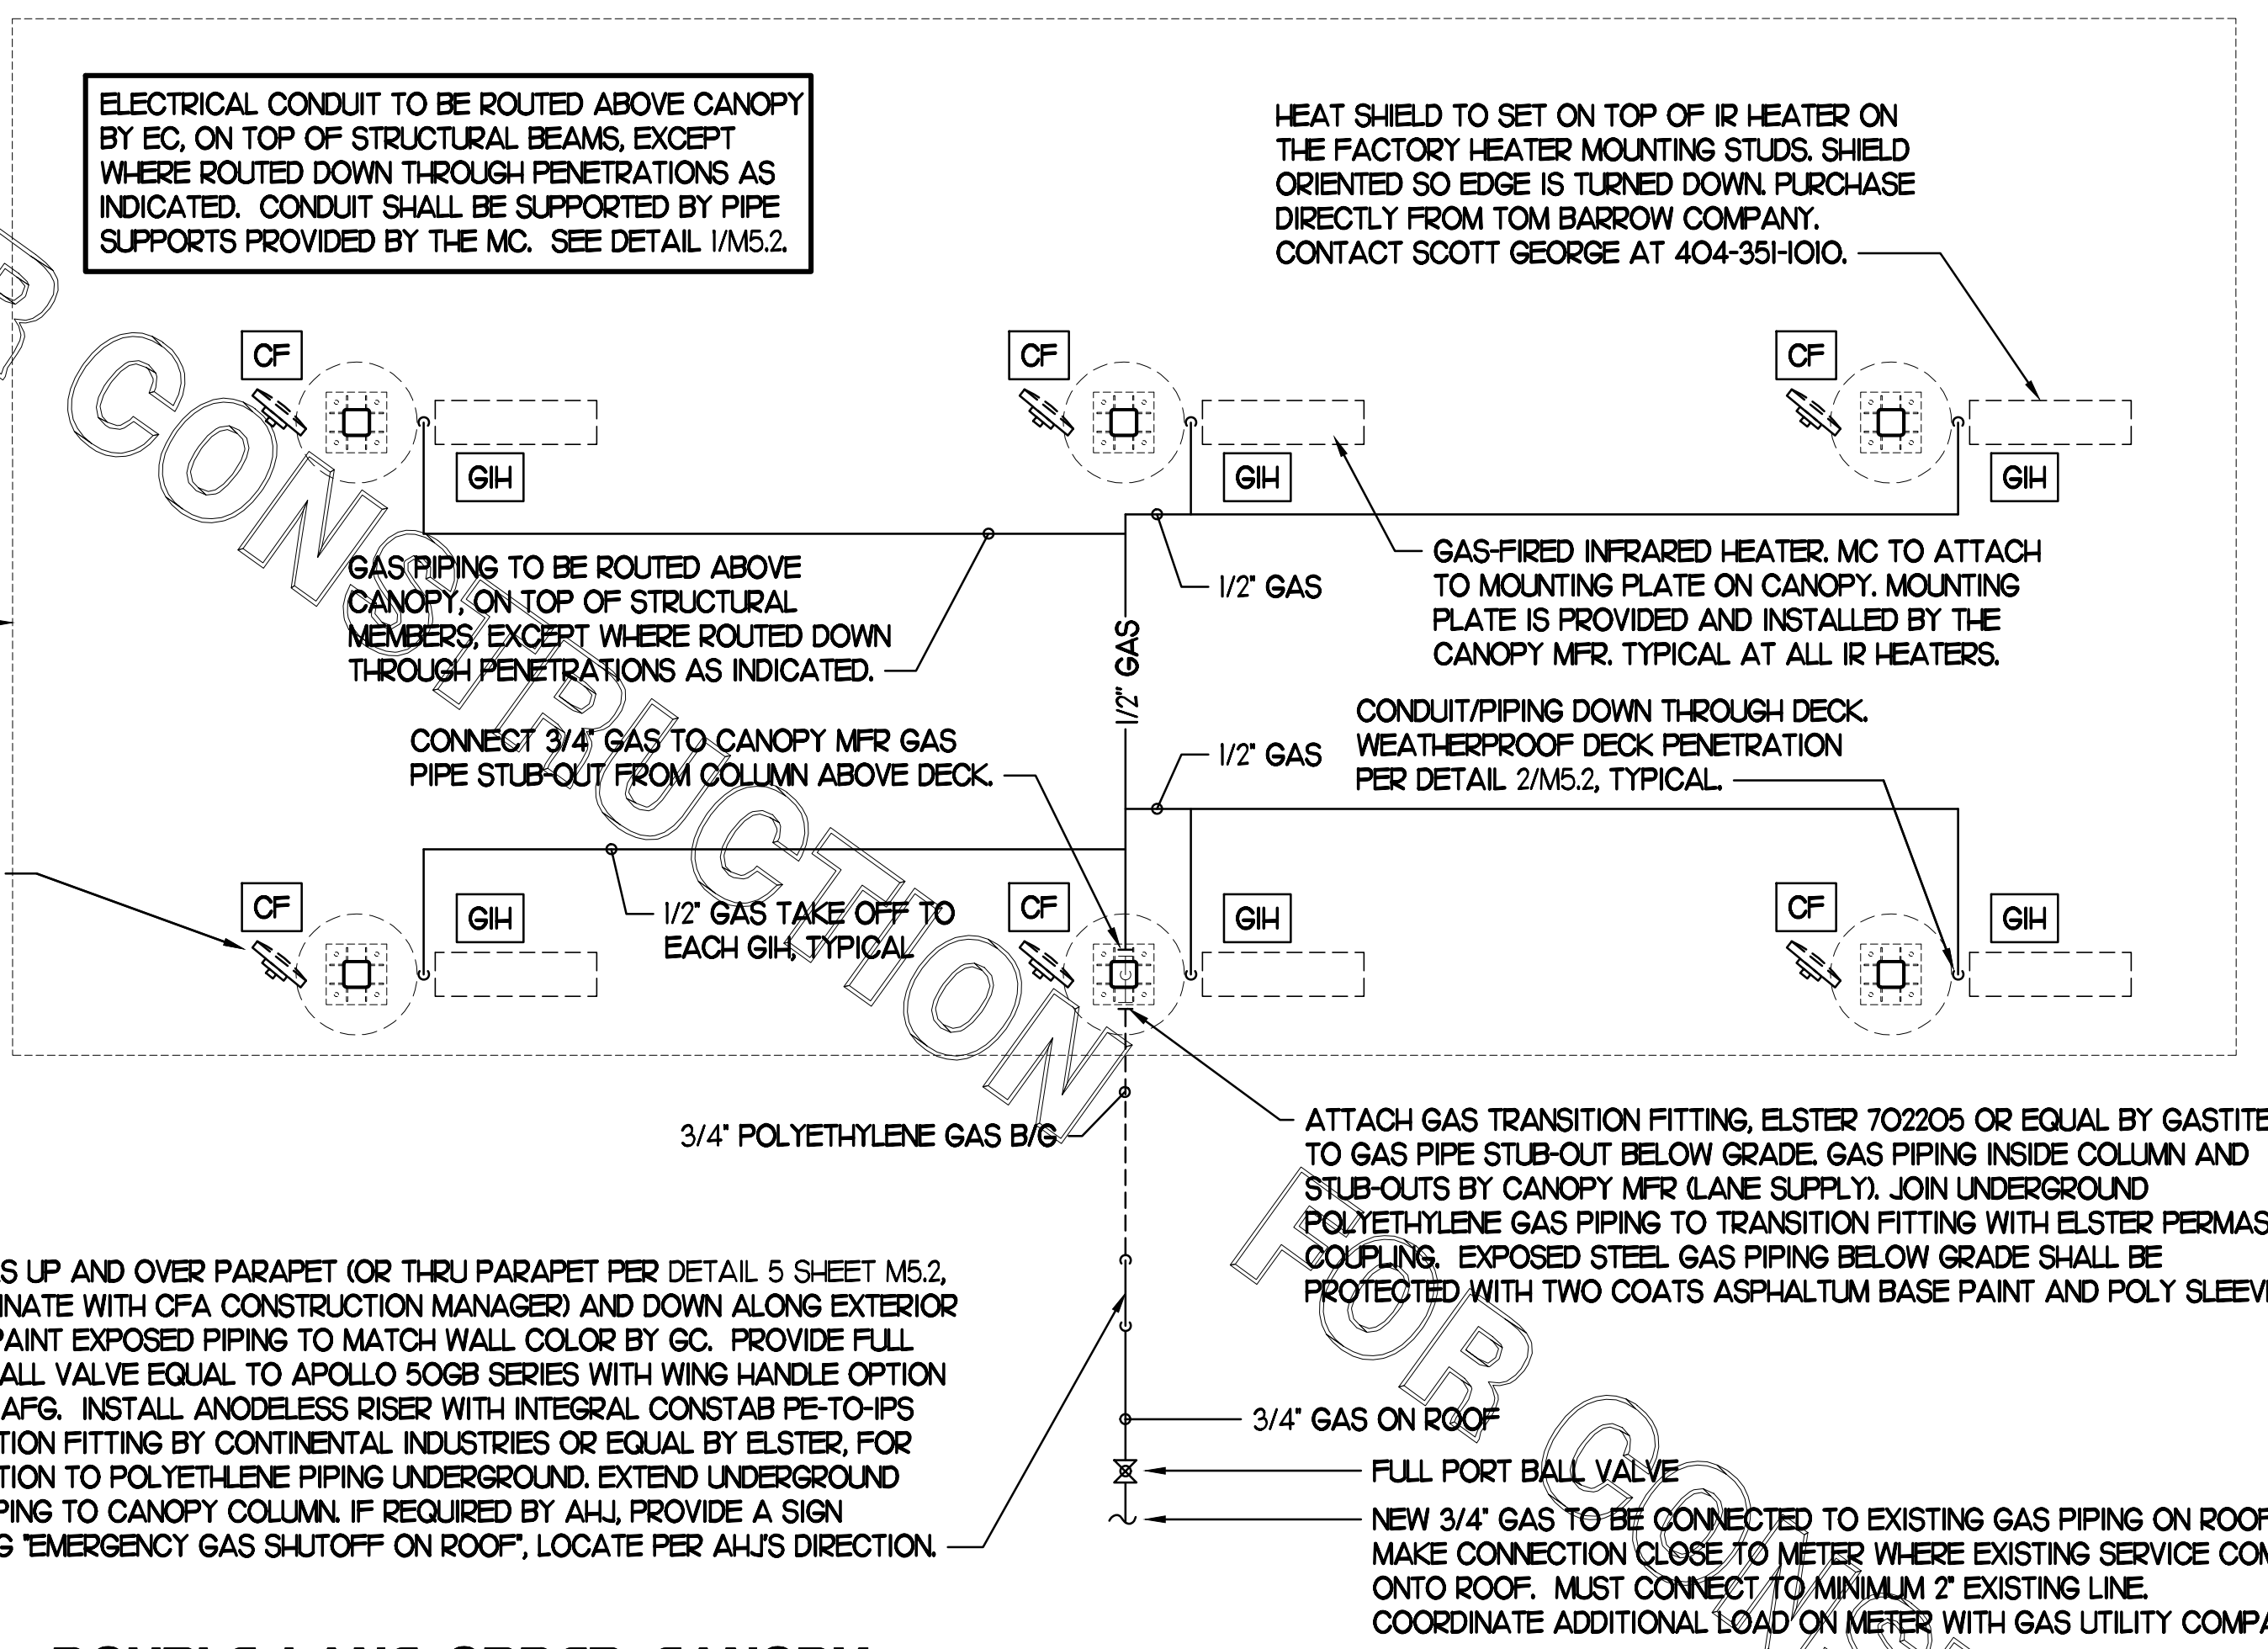 ELECTRICAL CONDUIT TO BE ROUTED ABOVE CANOPY
BY EC, ON TOP OF STRUCTURAL BEAMS, EXCEPT
WHERE ROUTED DOWN THROUGH PENETRATIONS AS
INDICATED. CONDUIT SHALL BE SUPPORTED BY PIPE
SUPPORTS PROVIDED BY THE MC. SEE DETAIL 1/M5.2.
HEAT SHIELD TO SET ON TOP OF IR HEATER ON
THE FACTORY HEATER MOUNTING STUDS. SHIELD
ORIENTED SO EDGE IS TURNED DOWN. PURCHASE
DIRECTLY FROM TOM BARROW COMPANY.
CONTACT SCOTT GEORGE AT 404-351-1010.
R CONSTRUCTION
CF
CF
CF
GIH
GIH
GIH
GAS PIPING TO BE ROUTED ABOVE
CANOPY, ON TOP OF STRUCTURAL
MEMBERS, EXCEPT WHERE ROUTED DOWN
THROUGH PENETRATIONS AS INDICATED.
1/2" GAS
1/2" GAS
GAS-FIRED INFRARED HEATER. MC TO ATTACH
TO MOUNTING PLATE ON CANOPY. MOUNTING
PLATE IS PROVIDED AND INSTALLED BY THE
CANOPY MFR. TYPICAL AT ALL IR HEATERS.
CONNECT 3/4" GAS TO CANOPY MFR GAS
PIPE STUB-OUT FROM COLUMN ABOVE DECK.
1/2" GAS
CONDUIT/PIPING DOWN THROUGH DECK.
WEATHERPROOF DECK PENETRATION
PER DETAIL 2/M5.2, TYPICAL.
CF
GIH
1/2" GAS TAKE OFF TO
EACH GIH, TYPICAL
CF
GIH
CF
GIH
3/4" POLYETHYLENE GAS B/G
ATTACH GAS TRANSITION FITTING, ELSTER 702205 OR EQUAL BY GASTITE
TO GAS PIPE STUB-OUT BELOW GRADE. GAS PIPING INSIDE COLUMN AND
STUB-OUTS BY CANOPY MFR (LANE SUPPLY). JOIN UNDERGROUND
POLYETHYLENE GAS PIPING TO TRANSITION FITTING WITH ELSTER PERMAS
COUPLING. EXPOSED STEEL GAS PIPING BELOW GRADE SHALL BE
PROTECTED WITH TWO COATS ASPHALTUM BASE PAINT AND POLY SLEEV
S UP AND OVER PARAPET (OR THRU PARAPET PER DETAIL 5 SHEET M5.2,
INATE WITH CFA CONSTRUCTION MANAGER) AND DOWN ALONG EXTERIOR
PAINT EXPOSED PIPING TO MATCH WALL COLOR BY GC. PROVIDE FULL
ALL VALVE EQUAL TO APOLLO 50GB SERIES WITH WING HANDLE OPTION
AFG. INSTALL ANODELESS RISER WITH INTEGRAL CONSTAB PE-TO-IPS
TION FITTING BY CONTINENTAL INDUSTRIES OR EQUAL BY ELSTER, FOR
TION TO POLYETHLENE PIPING UNDERGROUND. EXTEND UNDERGROUND
PING TO CANOPY COLUMN. IF REQUIRED BY AHJ, PROVIDE A SIGN
G "EMERGENCY GAS SHUTOFF ON ROOF", LOCATE PER AHJ'S DIRECTION.
3/4" GAS ON ROOF
FULL PORT BALL VALVE
NEW 3/4" GAS TO BE CONNECTED TO EXISTING GAS PIPING ON ROOF
MAKE CONNECTION CLOSE TO METER WHERE EXISTING SERVICE COM
ONTO ROOF. MUST CONNECT TO MINIMUM 2" EXISTING LINE.
COORDINATE ADDITIONAL LOAD ON METER WITH GAS UTILITY COMPA
FOR CONS